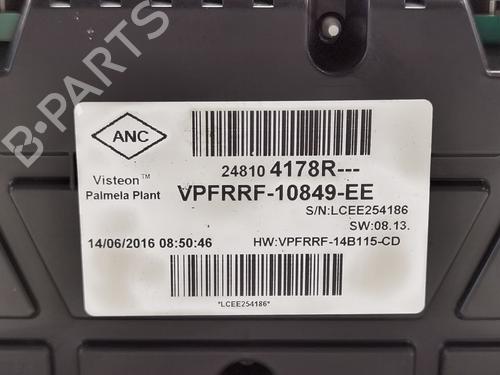 B-PARTS
ANC
Visteon™
Palmela Plant
24810 4178R---
VPFRRF-10849-EE
S/N:LCEE254186
SW:08.13.
14/06/2016 08:50:46
HW:VPFRRF-14B115-CD
*LCEE254186*